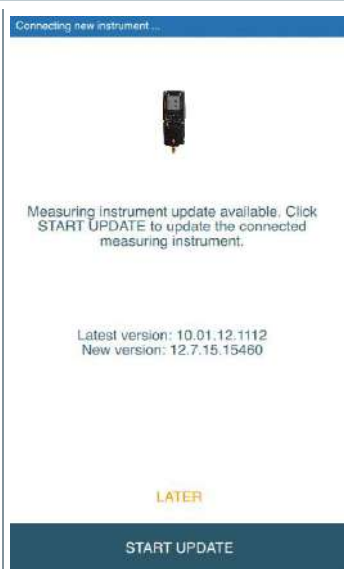 Connecting new instrument ...
Measuring instrument update available. Click
START UPDATE to update the connected
measuring instrument.
Latest version: 10.01.12.1112
New version: 12.7.15.15460
LATER
START UPDATE